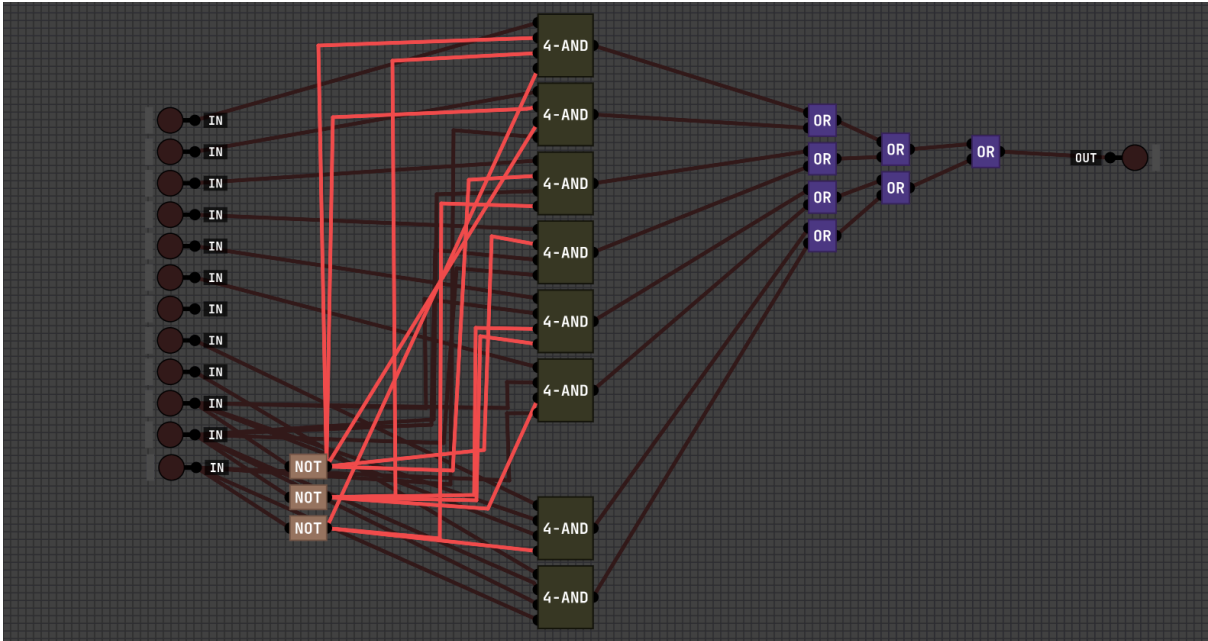 4-AND
4-AND
4-AND
4-AND
4-AND
4-AND
4-AND
4-AND
IN
IN
IN
IN
IN
IN
IN
IN
IN
IN
IN
IN
NOT
NOT
NOT
OR
OR
OR
OR
OR
OR
OR
OUT